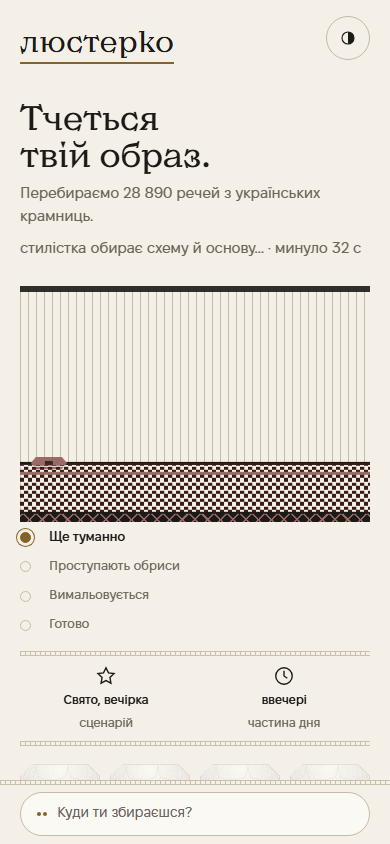 люстерко
Тчеться
твій образ.
Перебираємо 28 890 речей з українських
крамниць.
стилістка обирає схему й основу... · минуло 32 с
Ще туманно
Проступають обриси
Вимальовується
Готово
Свято, вечірка
сценарій
ввечері
частина дня
Куди ти збираєшся?